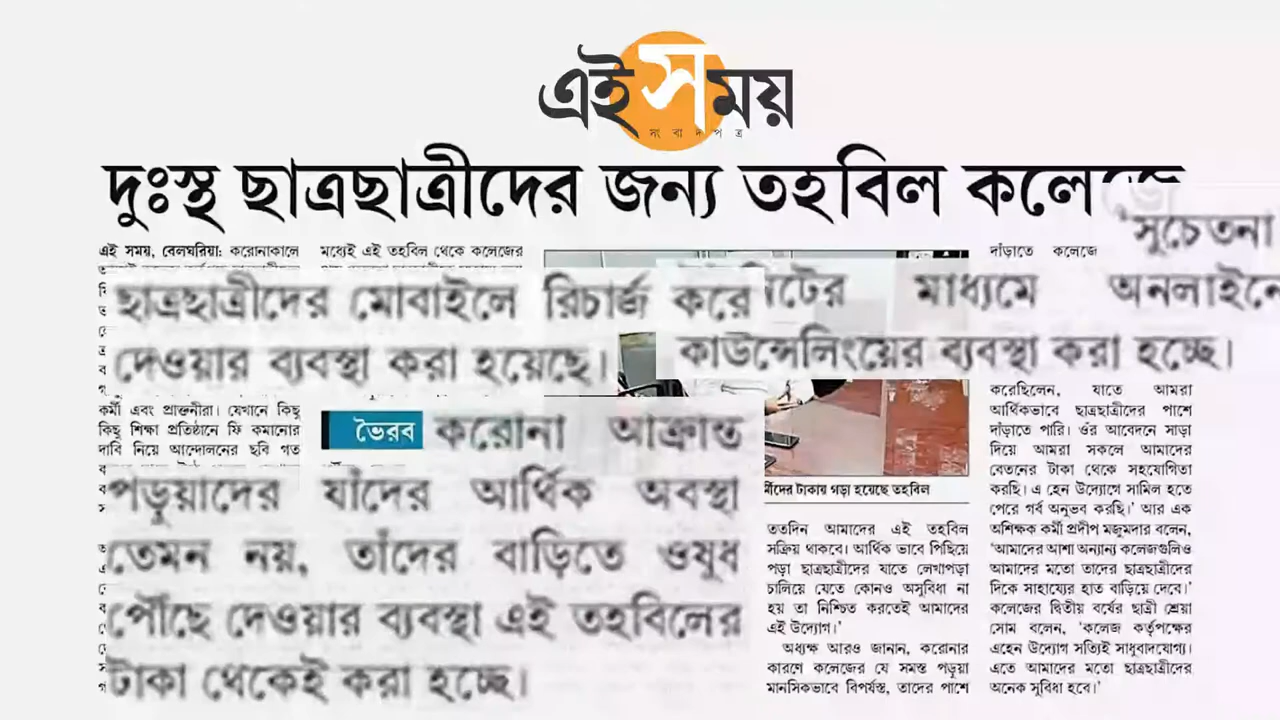 এই সময়
সংবাদপত্র
দুঃস্থ ছাত্রছাত্রীদের জন্য তহবিল কলেজে
এই সময়, বেলঘরিয়া: করোনাকালে
মধ্যেই এই তহবিল থেকে কলেজের
ছাত্রছাত্রীদের মোবাইলে রিচার্জ করে
দেওয়ার ব্যবস্থা করা হয়েছে।
কর্মী এবং প্রাক্তনীরা। যেখানে কিছু
কিছু শিক্ষা প্রতিষ্ঠানে ফি কমানোর
দাবি নিয়ে আন্দোলনের ছবি গত
ভৈরব
করোনা আক্রান্ত
পড়ুয়াদের যাঁদের আর্থিক অবস্থা
তেমন নয়, তাঁদের বাড়িতে ওষুধ
পৌঁছে দেওয়ার ব্যবস্থা এই তহবিলের
টাকা থেকেই করা হচ্ছে।
দাঁড়াতে কলেজে
'সুচেতনা
মাধ্যমে অনলাইনে
কাউন্সেলিংয়ের ব্যবস্থা করা হচ্ছে।
র্মীদের টাকায় গড়া হয়েছে তহবিল
ততদিন আমাদের এই তহবিল
সক্রিয় থাকবে। আর্থিক ভাবে পিছিয়ে
পড়া ছাত্রছাত্রীদের যাতে লেখাপড়া
চালিয়ে যেতে কোনও অসুবিধা না
হয় তা নিশ্চিত করতেই আমাদের
এই উদ্যোগ।'
অধ্যক্ষ আরও জানান, করোনার
কারণে কলেজের যে সমস্ত পড়ুয়া
মানসিকভাবে বিপর্যস্ত, তাদের পাশে
করেছিলেন, যাতে আমরা
আর্থিকভাবে ছাত্রছাত্রীদের পাশে
দাঁড়াতে পারি। ওঁর আবেদনে সাড়া
দিয়ে আমরা সকলে আমাদের
বেতনের টাকা থেকে সহযোগিতা
করছি। এ হেন উদ্যোগে সামিল হতে
পেরে গর্ব অনুভব করছি।' আর এক
অশিক্ষক কর্মী প্রদীপ মজুমদার বলেন,
'আমাদের আশা অন্যান্য কলেজগুলিও
আমাদের মতো তাদের ছাত্রছাত্রীদের
দিকে সাহায্যের হাত বাড়িয়ে দেবে।'
কলেজের দ্বিতীয় বর্ষের ছাত্রী শ্রেয়া
সোম বলেন, 'কলেজ কর্তৃপক্ষের
এহেন উদ্যোগ সত্যিই সাধুবাদযোগ্য।
এতে আমাদের মতো ছাত্রছাত্রীদের
অনেক সুবিধা হবে।'